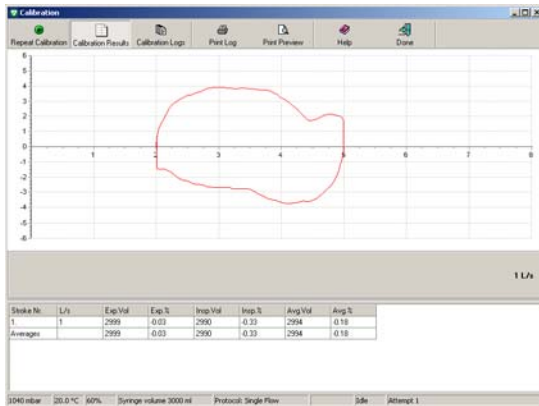 Calibration
Repeat Calibration Calibration Results Calibration Logs Print Log Print Preview Help Done
6
5
4
3
2
1
0
-1
-2
-3
-4
-5
-6
1 2 3 4 5 6 7 8
1 L/s
Stroke Nr. L/s Exp.Vol Exp.% Insp.Vol Insp.% Avg.Vol Avg.%
1. 1 2999 -0.03 2990 -0.33 2994 -0.18
Averages 2999 -0.03 2990 -0.33 2994 -0.18
1040 mbar 20.0 °C 60% Syringe volume 3000 ml Protocol: Single Flow Idle Attempt 1